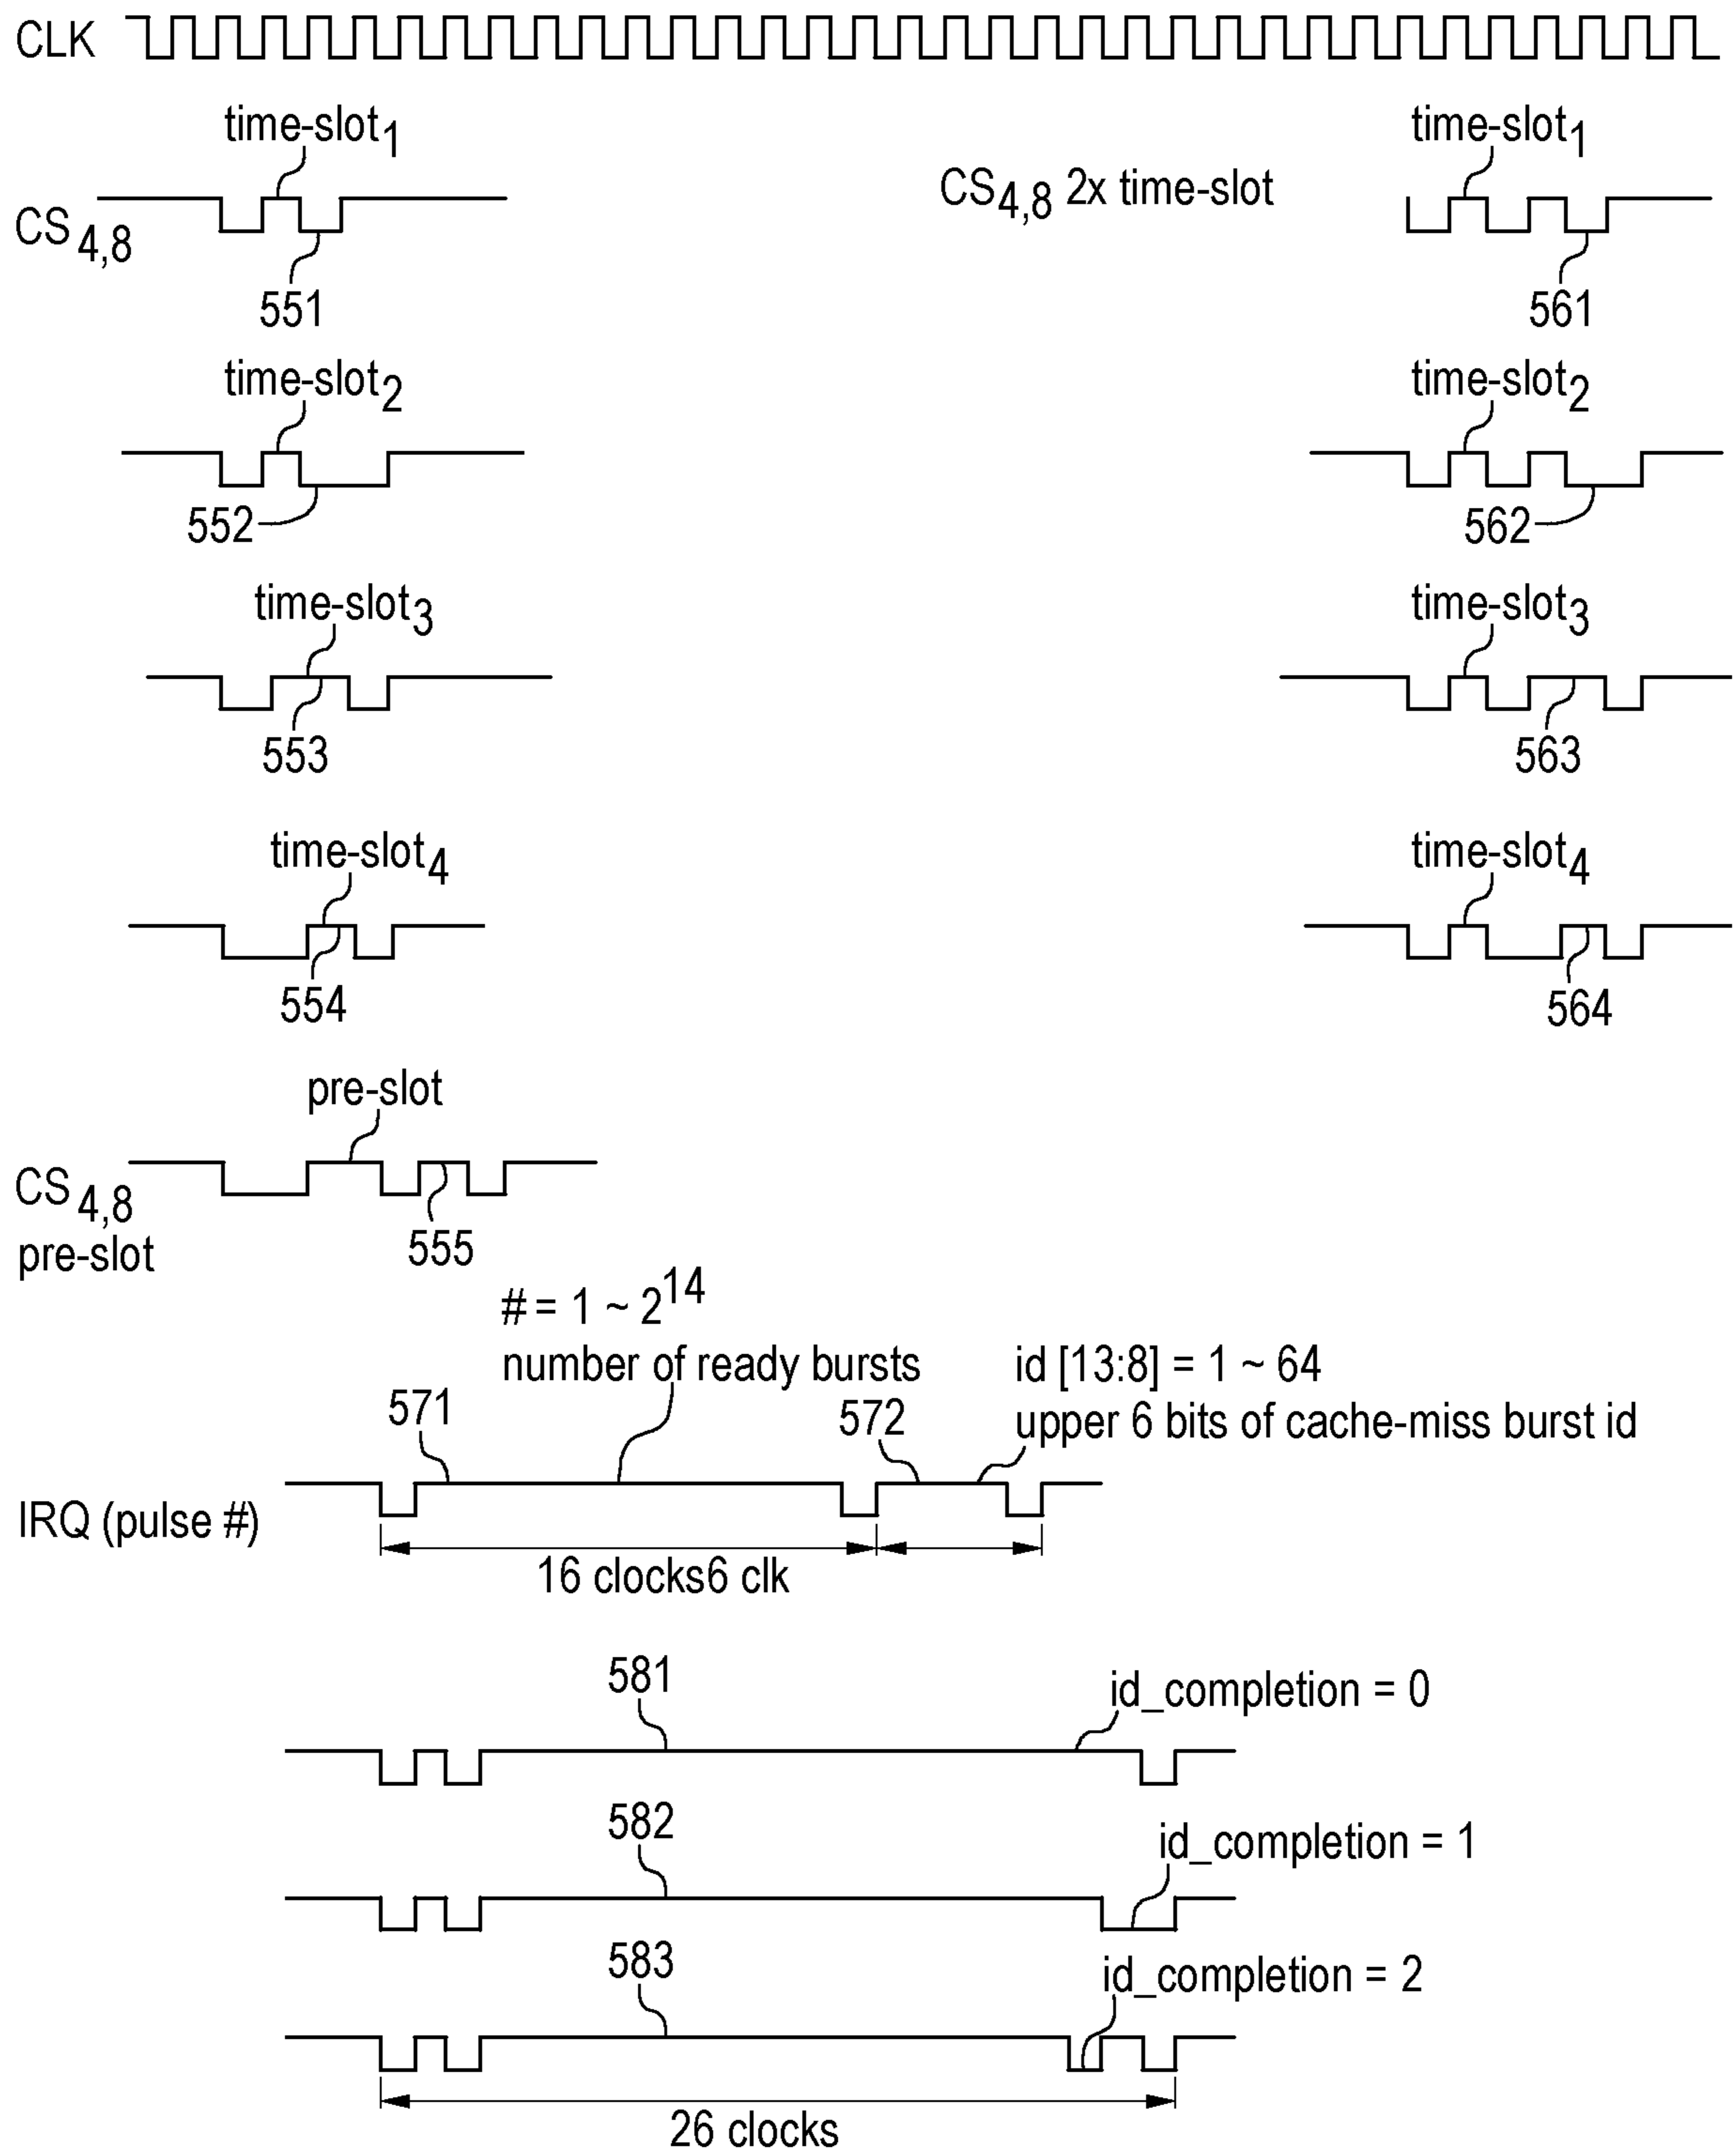 CLK
time-slot1
time-slot1
CS4,8 2x time-slot
CS4,8
551
561
time-slot2
time-slot2
552
562
time-slot3
time-slot3
553
563
time-slot4
time-slot4
554
564
pre-slot
CS4,8
pre-slot
555
# = 1 ~ 2^14
number of ready bursts
id [13:8] = 1 ~ 64
upper 6 bits of cache-miss burst id
571
572
IRQ (pulse #)
16 clocks6 clk
581
id_completion = 0
582
id_completion = 1
583
id_completion = 2
26 clocks